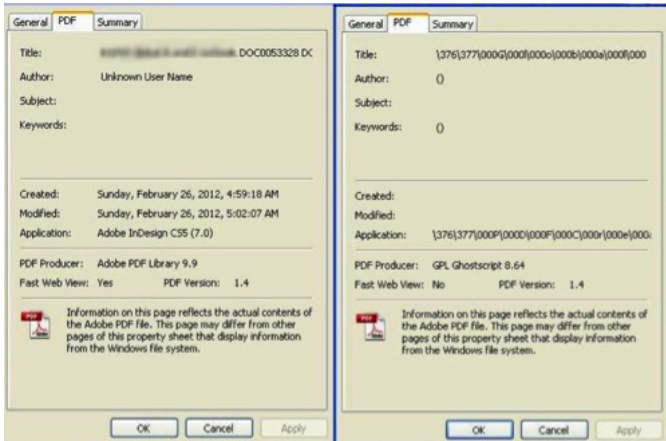 General PDF Summary
Title: DOC0053328 DC
Author: Unknown User Name
Subject:
Keywords:
Created: Sunday, February 26, 2012, 4:59:18 AM
Modified: Sunday, February 26, 2012, 5:02:07 AM
Application: Adobe InDesign CS5 (7.0)
PDF Producer: Adobe PDF Library 9.9
Fast Web View: Yes PDF Version: 1.4
Information on this page reflects the actual contents of
the Adobe PDF file. This page may differ from other
pages of this property sheet that display information
from the Windows file system.
OK Cancel Apply
General PDF Summary
Title: \376\377\000G\000l\000o\000b\000a\000l\000
Author: ()
Subject:
Keywords: ()
Created:
Modified:
Application: \376\377\000P\000D\000F\000C\000r\000e\000a
PDF Producer: GPL Ghostscript 8.64
Fast Web View: No PDF Version: 1.4
Information on this page reflects the actual contents of
the Adobe PDF file. This page may differ from other
pages of this property sheet that display information
from the Windows file system.
OK Cancel Apply